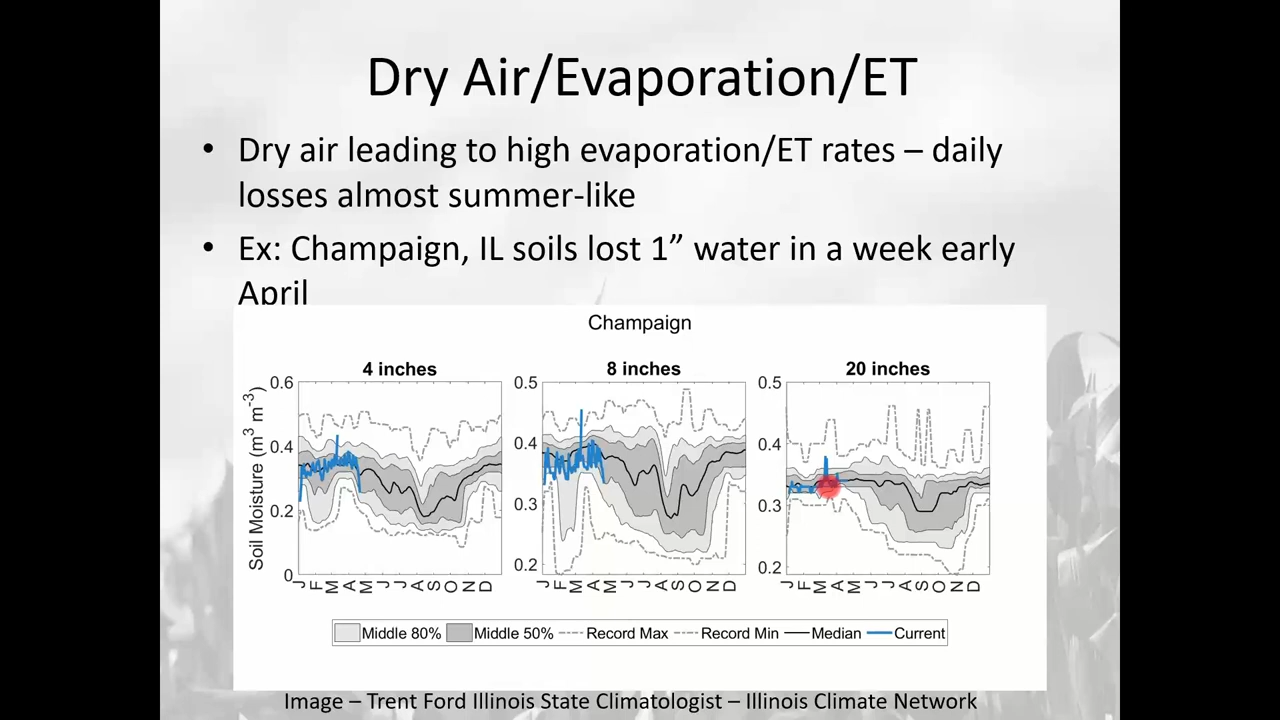 Dry Air/Evaporation/ET
• Dry air leading to high evaporation/ET rates – daily
losses almost summer-like
• Ex: Champaign, IL soils lost 1” water in a week early
April
Champaign
4 inches
8 inches
20 inches
Soil Moisture (m³ m⁻³)
0.6
0.4
0.2
0
J F M A M J J A S O N D
0.5
0.4
0.3
0.2
J F M A M J J A S O N D
0.5
0.4
0.3
0.2
J F M A M J J A S O N D
Middle 80% Middle 50% Record Max Record Min Median Current
Image – Trent Ford Illinois State Climatologist – Illinois Climate Network